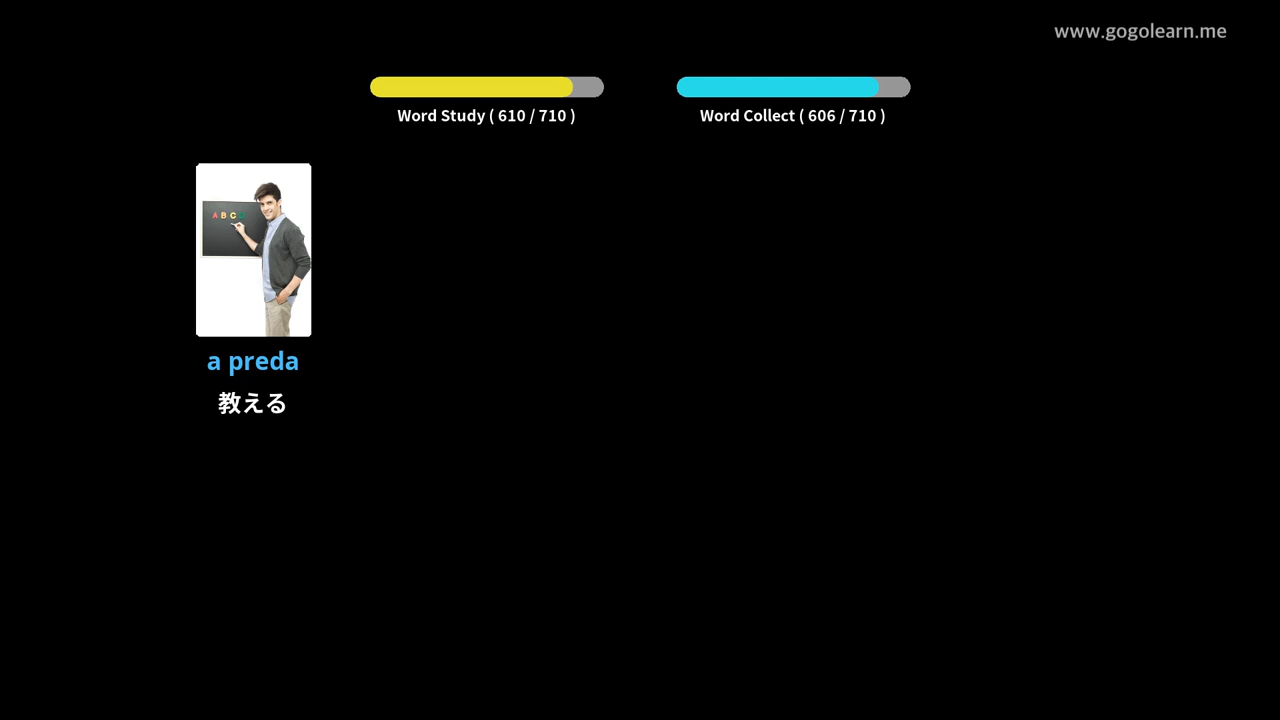 www.gogolearn.me
Word Study ( 610 / 710 )
Word Collect ( 606 / 710 )
A B C D
a preda
教える